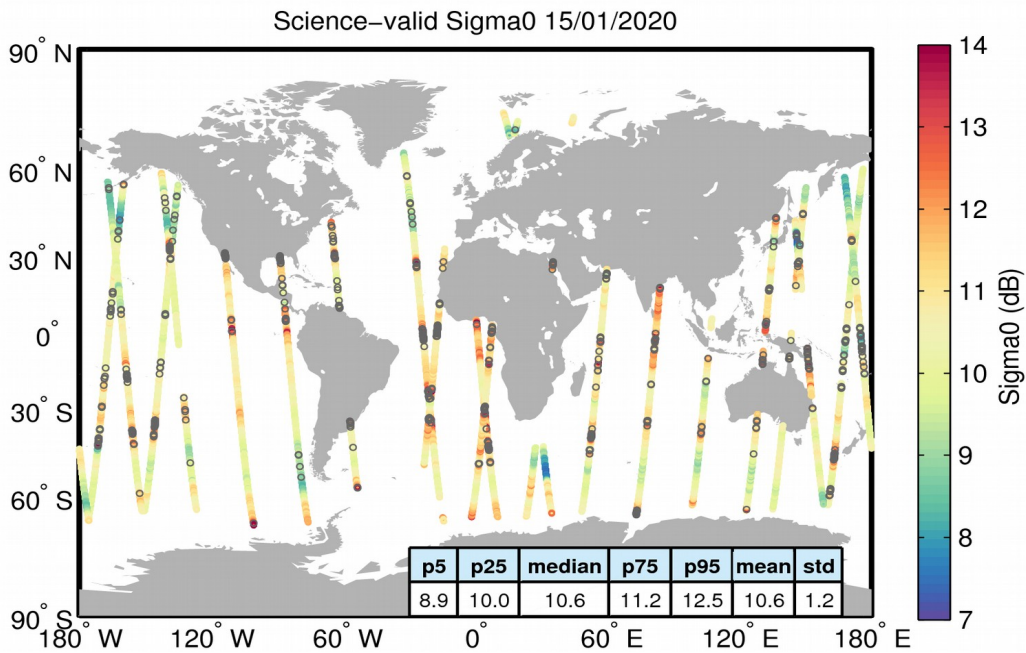 Science−valid Sigma0 15/01/2020
90° N
60° N
30° N
0°
30° S
60° S
90° S
180° W
120° W
60° W
0°
60° E
120° E
180° E
p5 p25 median p75 p95 mean std
8.9 10.0 10.6 11.2 12.5 10.6 1.2
14
13
12
11
10
9
8
7
Sigma0 (dB)